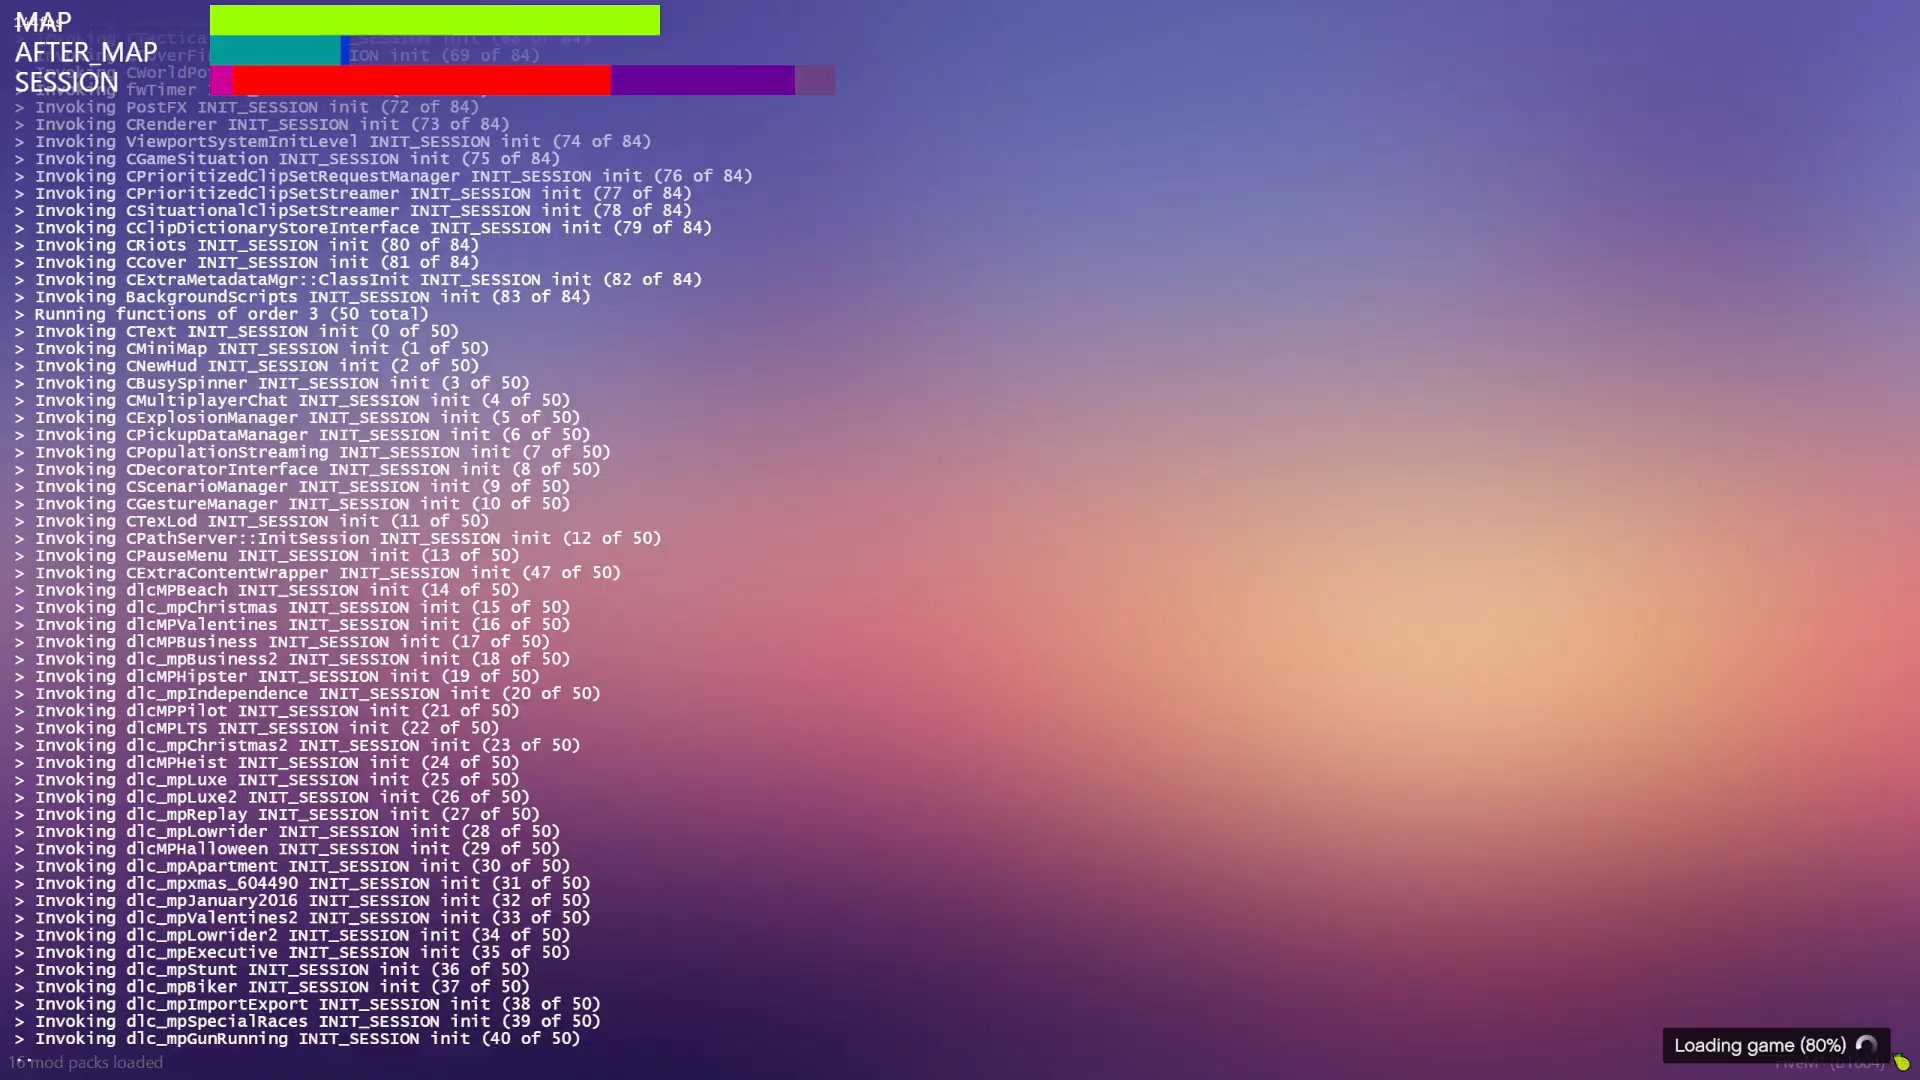 MAP
AFTER_MAP
SESSION
> Invoking PostFX INIT_SESSION init (72 of 84)
> Invoking CRenderer INIT_SESSION init (73 of 84)
> Invoking ViewportSystemInitLevel INIT_SESSION init (74 of 84)
> Invoking CGameSituation INIT_SESSION init (75 of 84)
> Invoking CPrioritizedClipSetRequestManager INIT_SESSION init (76 of 84)
> Invoking CPrioritizedClipSetStreamer INIT_SESSION init (77 of 84)
> Invoking CSituationalClipSetStreamer INIT_SESSION init (78 of 84)
> Invoking CClipDictionaryStoreInterface INIT_SESSION init (79 of 84)
> Invoking CRiots INIT_SESSION init (80 of 84)
> Invoking CCover INIT_SESSION init (81 of 84)
> Invoking CExtraMetadataMgr::ClassInit INIT_SESSION init (82 of 84)
> Invoking BackgroundScripts INIT_SESSION init (83 of 84)
> Running functions of order 3 (50 total)
> Invoking CText INIT_SESSION init (0 of 50)
> Invoking CMiniMap INIT_SESSION init (1 of 50)
> Invoking CNewHud INIT_SESSION init (2 of 50)
> Invoking CBusySpinner INIT_SESSION init (3 of 50)
> Invoking CMultiplayerChat INIT_SESSION init (4 of 50)
> Invoking CExplosionManager INIT_SESSION init (5 of 50)
> Invoking CPickupDataManager INIT_SESSION init (6 of 50)
> Invoking CPopulationStreaming INIT_SESSION init (7 of 50)
> Invoking CDecoratorInterface INIT_SESSION init (8 of 50)
> Invoking CScenarioManager INIT_SESSION init (9 of 50)
> Invoking CGestureManager INIT_SESSION init (10 of 50)
> Invoking CTexLod INIT_SESSION init (11 of 50)
> Invoking CPathServer::InitSession INIT_SESSION init (12 of 50)
> Invoking CPauseMenu INIT_SESSION init (13 of 50)
> Invoking CExtraContentWrapper INIT_SESSION init (47 of 50)
> Invoking dlcMPBeach INIT_SESSION init (14 of 50)
> Invoking dlc_mpChristmas INIT_SESSION init (15 of 50)
> Invoking dlcMPValentines INIT_SESSION init (16 of 50)
> Invoking dlcMPBusiness INIT_SESSION init (17 of 50)
> Invoking dlc_mpBusiness2 INIT_SESSION init (18 of 50)
> Invoking dlcMPHipster INIT_SESSION init (19 of 50)
> Invoking dlc_mpIndependence INIT_SESSION init (20 of 50)
> Invoking dlcMPPilot INIT_SESSION init (21 of 50)
> Invoking dlcMPLTS INIT_SESSION init (22 of 50)
> Invoking dlc_mpChristmas2 INIT_SESSION init (23 of 50)
> Invoking dlcMPHeist INIT_SESSION init (24 of 50)
> Invoking dlc_mpLuxe INIT_SESSION init (25 of 50)
> Invoking dlc_mpLuxe2 INIT_SESSION init (26 of 50)
> Invoking dlc_mpReplay INIT_SESSION init (27 of 50)
> Invoking dlc_mpLowrider INIT_SESSION init (28 of 50)
> Invoking dlcMPHalloween INIT_SESSION init (29 of 50)
> Invoking dlc_mpApartment INIT_SESSION init (30 of 50)
> Invoking dlc_mpxmas_604490 INIT_SESSION init (31 of 50)
> Invoking dlc_mpJanuary2016 INIT_SESSION init (32 of 50)
> Invoking dlc_mpValentines2 INIT_SESSION init (33 of 50)
> Invoking dlc_mpLowrider2 INIT_SESSION init (34 of 50)
> Invoking dlc_mpExecutive INIT_SESSION init (35 of 50)
> Invoking dlc_mpStunt INIT_SESSION init (36 of 50)
> Invoking dlc_mpBiker INIT_SESSION init (37 of 50)
> Invoking dlc_mpImportExport INIT_SESSION init (38 of 50)
> Invoking dlc_mpSpecialRaces INIT_SESSION init (39 of 50)
> Invoking dlc_mpGunRunning INIT_SESSION init (40 of 50)
mod packs loaded
Loading game (80%)